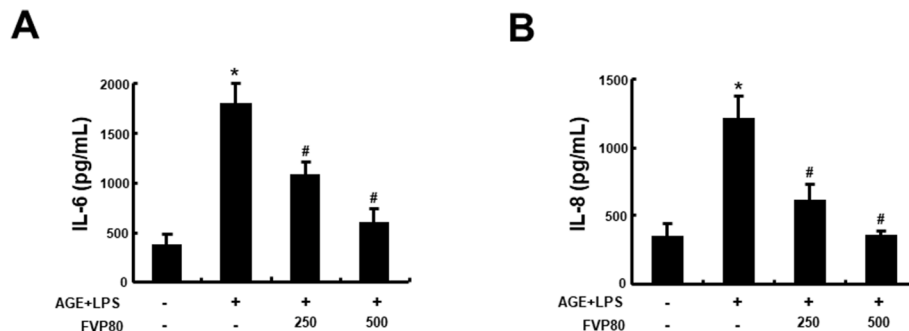 A
IL-6 (pg/mL)
2000
1500
1000
500
0
*
#
#
AGE+LPS - + + +
FVP80 - - 250 500
B
IL-8 (pg/mL)
1500
1000
500
0
*
#
#
AGE+LPS - + + +
FVP80 - - 250 500